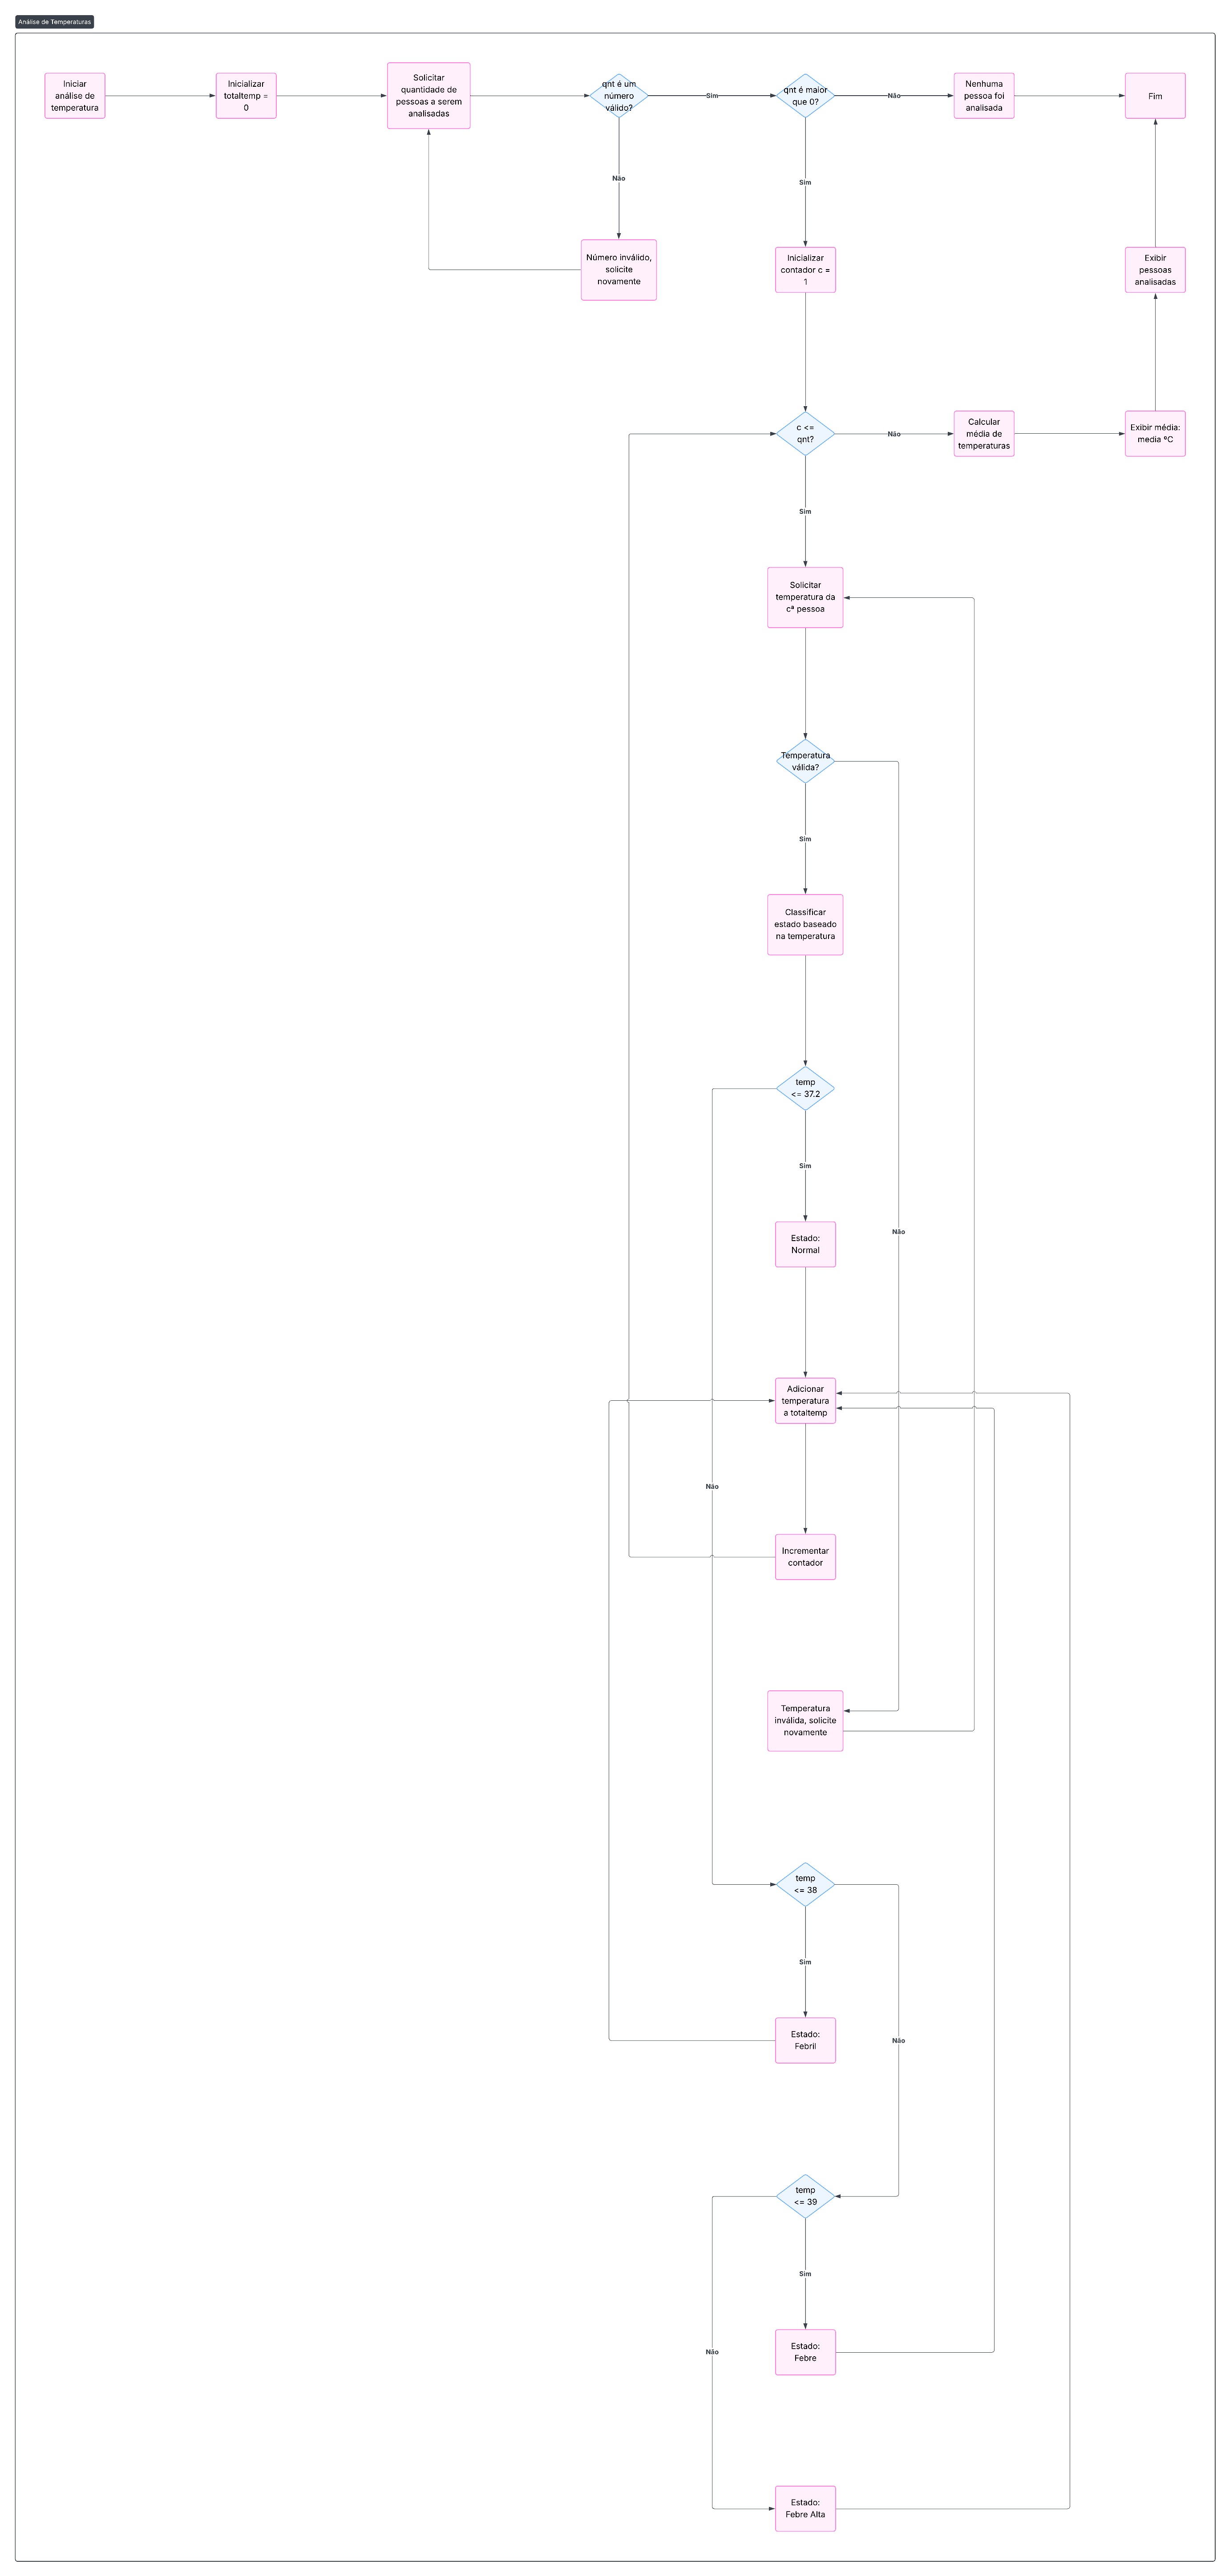 Análise de Temperaturas
Iniciar
análise de
temperatura
Inicializar
totaltemp =
0
Solicitar
quantidade de
pessoas a serem
analisadas
qnt é um
número
válido?
Sim
qnt é maior
que 0?
Não
Nenhuma
pessoa foi
analisada
Fim
Não
Sim
Número inválido,
solicite
novamente
Inicializar
contador c =
1
Exibir
pessoas
analisadas
c <=
qnt?
Não
Calcular
média de
temperaturas
Exibir média:
media ºC
Sim
Solicitar
temperatura da
cª pessoa
Temperatura
válida?
Sim
Classificar
estado baseado
na temperatura
temp
<= 37.2
Sim
Não
Estado:
Normal
Adicionar
temperatura
a totaltemp
Não
Incrementar
contador
Temperatura
inválida, solicite
novamente
temp
<= 38
Sim
Não
Estado:
Febril
temp
<= 39
Sim
Não
Estado:
Febre
Estado:
Febre Alta